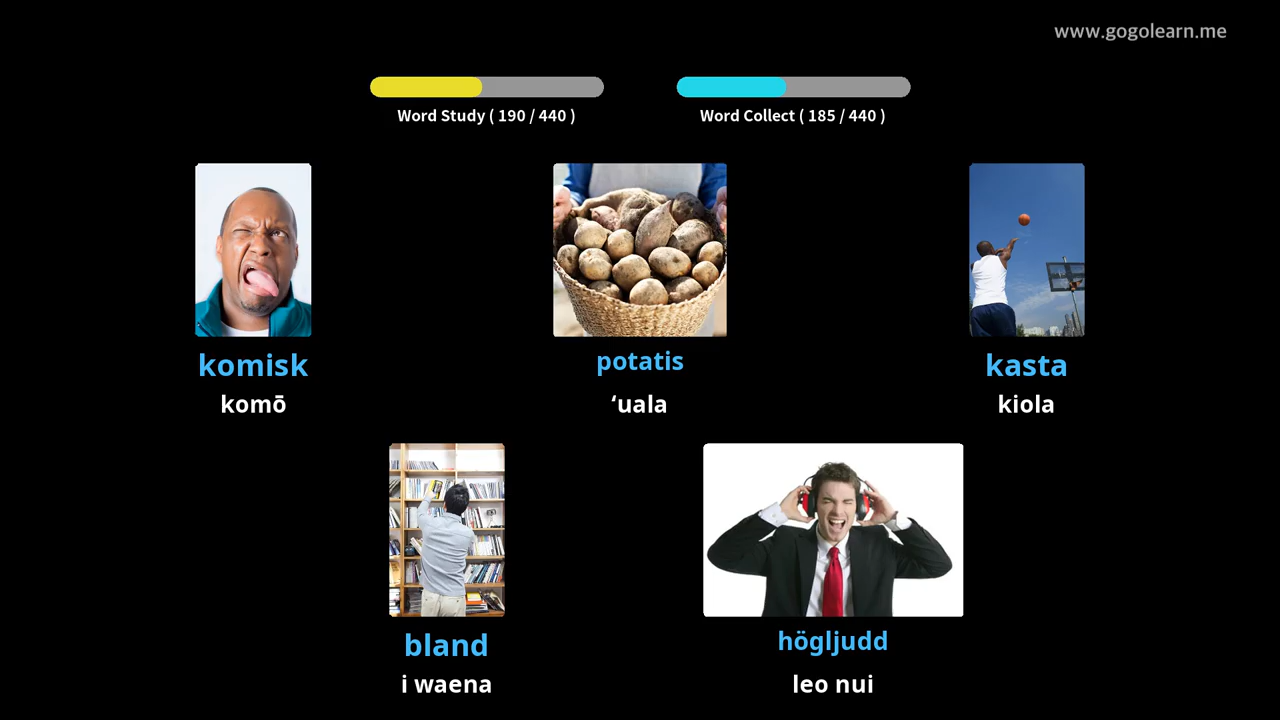 www.gogolearn.me
Word Study ( 190 / 440 )
Word Collect ( 185 / 440 )
komisk
komō
potatis
ʻuala
kasta
kiola
bland
i waena
högljudd
leo nui